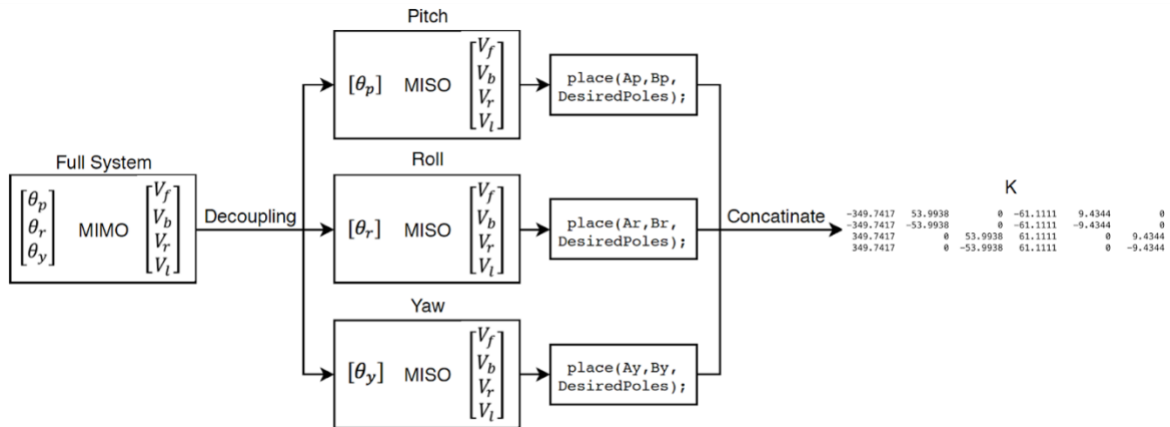 Pitch
[θp] MISO [Vf Vb Vr Vl]
place(Ap,Bp,
DesiredPoles);
Full System
[θp θr θy] MIMO [Vf Vb Vr Vl]
Decoupling
Roll
[θr] MISO [Vf Vb Vr Vl]
place(Ar,Br,
DesiredPoles);
Yaw
[θy] MISO [Vf Vb Vr Vl]
place(Ay,By,
DesiredPoles);
Concatinate
K
-349.7417 53.9938 0 -61.1111 9.4344 0
-349.7417 -53.9938 0 -61.1111 -9.4344 0
349.7417 0 53.9938 61.1111 0 9.4344
349.7417 0 -53.9938 61.1111 0 -9.4344